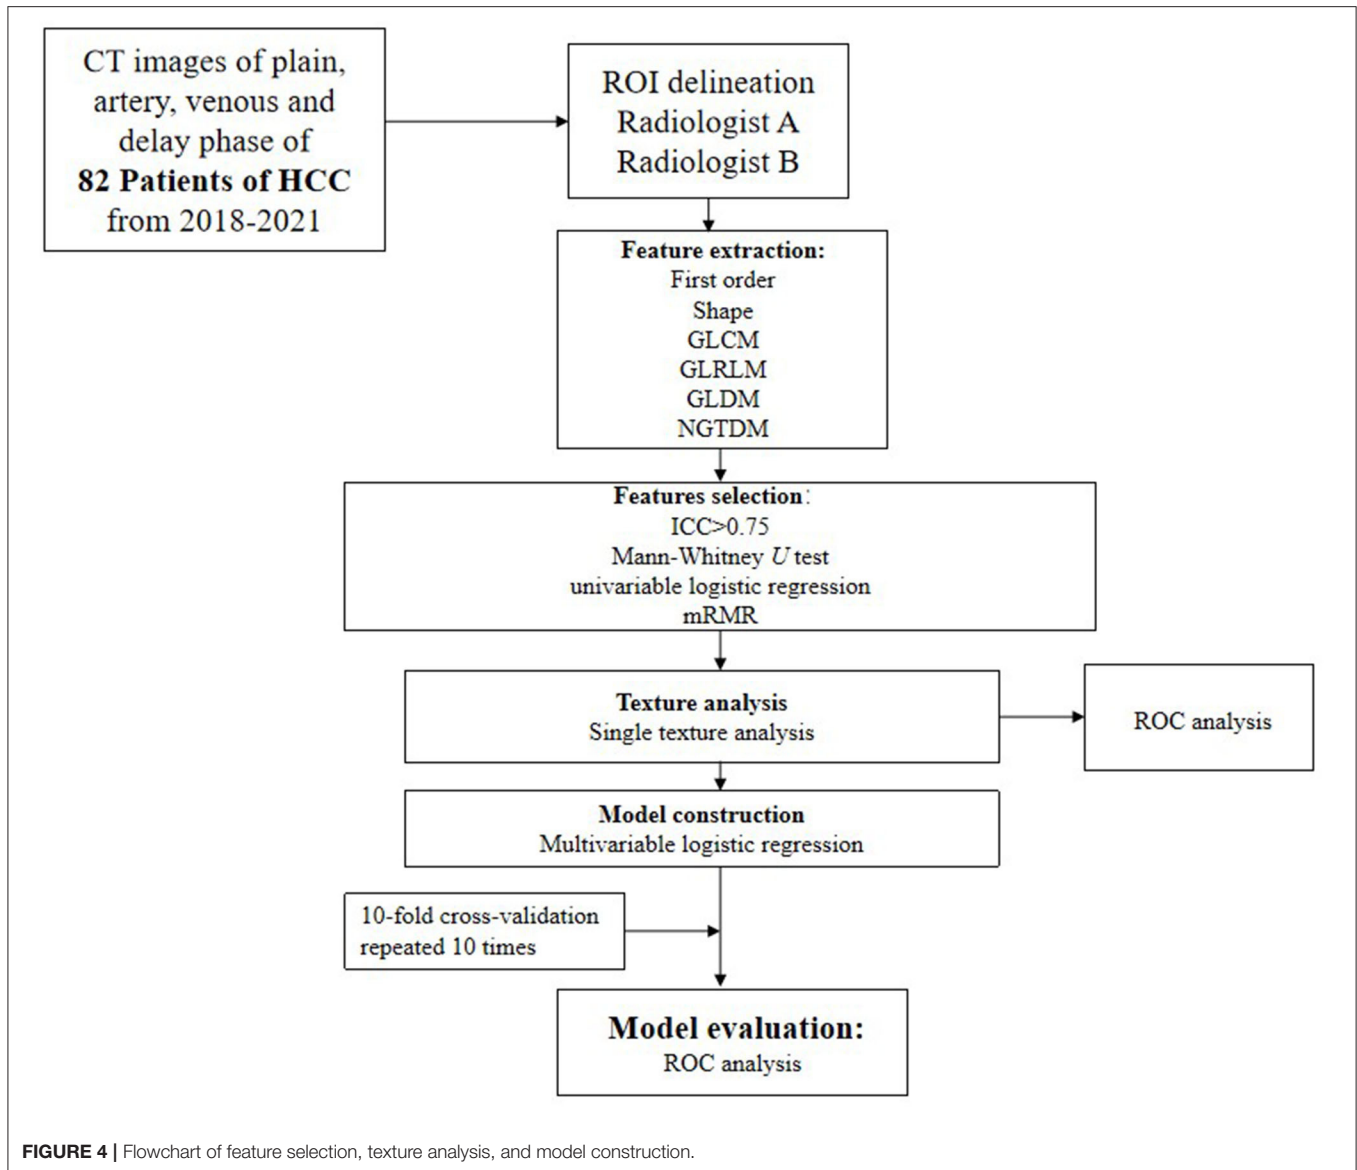 CT images of plain,
artery, venous and
delay phase of
82 Patients of HCC
from 2018-2021
ROI delineation
Radiologist A
Radiologist B
Feature extraction:
First order
Shape
GLCM
GLRLM
GLDM
NGTDM
Features selection:
ICC>0.75
Mann-Whitney U test
univariable logistic regression
mRMR
Texture analysis
Single texture analysis
ROC analysis
Model construction
Multivariable logistic regression
10-fold cross-validation
repeated 10 times
Model evaluation:
ROC analysis
FIGURE 4 | Flowchart of feature selection, texture analysis, and model construction.